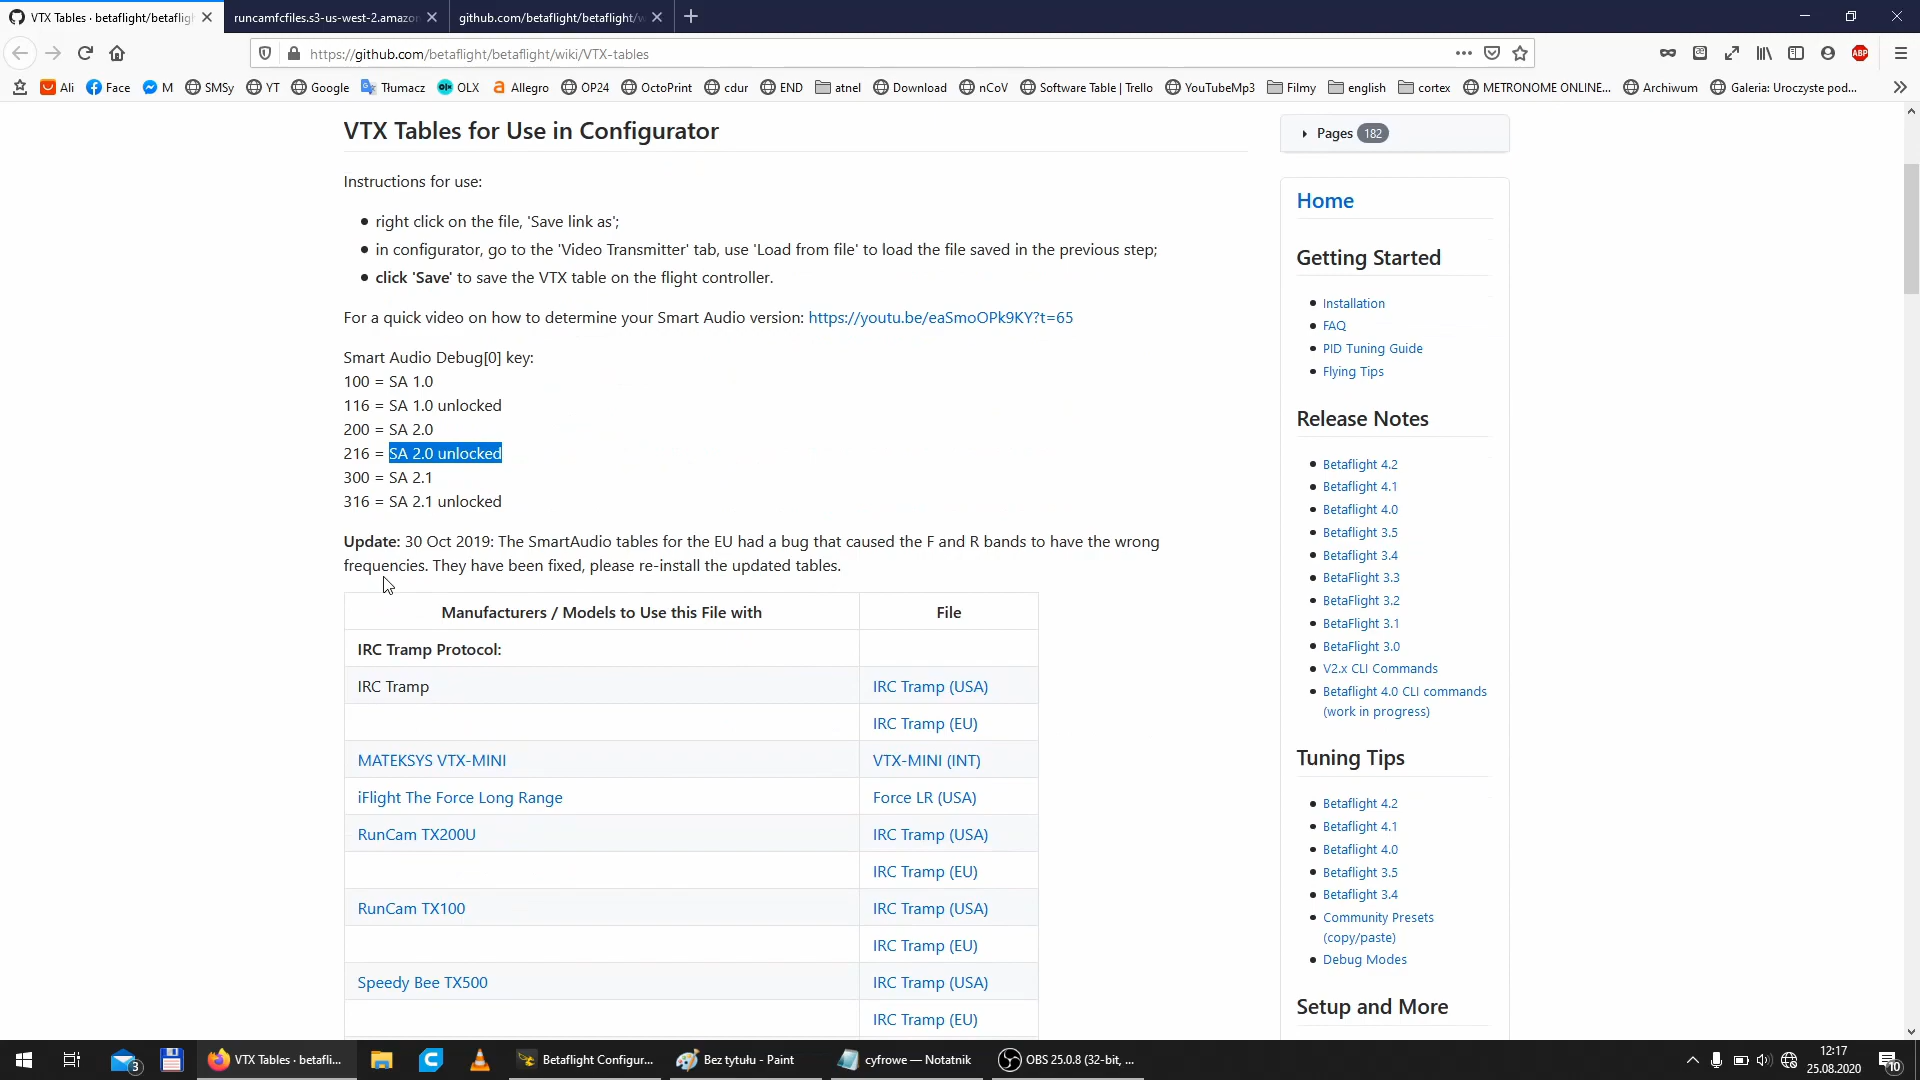 VTX Tables · betaflight/betaflig
runcamfcfiles.s3-us-west-2.amazo
github.com/betaflight/betaflight/w
https://github.com/betaflight/betaflight/wiki/VTX-tables
ABP
Ali
Face
M
SMSy
YT
Google
Tłumacz
OLX
Allegro
OP24
OctoPrint
cdur
END
atnel
Download
nCoV
Software Table | Trello
YouTubeMp3
Filmy
english
cortex
METRONOME ONLINE...
Archiwum
Galeria: Uroczyste pod...
VTX Tables for Use in Configurator
Instructions for use:
right click on the file, 'Save link as';
in configurator, go to the 'Video Transmitter' tab, use 'Load from file' to load the file saved in the previous step;
click 'Save' to save the VTX table on the flight controller.
For a quick video on how to determine your Smart Audio version: https://youtu.be/eaSmoOPk9KY?t=65
Smart Audio Debug[0] key:
100 = SA 1.0
116 = SA 1.0 unlocked
200 = SA 2.0
216 = SA 2.0 unlocked
300 = SA 2.1
316 = SA 2.1 unlocked
Update: 30 Oct 2019: The SmartAudio tables for the EU had a bug that caused the F and R bands to have the wrong
frequencies. They have been fixed, please re-install the updated tables.
Manufacturers / Models to Use this File with File
IRC Tramp Protocol:
IRC Tramp IRC Tramp (USA)
IRC Tramp (EU)
MATEKSYS VTX-MINI VTX-MINI (INT)
iFlight The Force Long Range Force LR (USA)
RunCam TX200U IRC Tramp (USA)
IRC Tramp (EU)
RunCam TX100 IRC Tramp (USA)
IRC Tramp (EU)
Speedy Bee TX500 IRC Tramp (USA)
IRC Tramp (EU)
Pages 182
Home
Getting Started
Installation
FAQ
PID Tuning Guide
Flying Tips
Release Notes
Betaflight 4.2
Betaflight 4.1
Betaflight 4.0
Betaflight 3.5
Betaflight 3.4
BetaFlight 3.3
BetaFlight 3.2
BetaFlight 3.1
BetaFlight 3.0
V2.x CLI Commands
Betaflight 4.0 CLI commands
(work in progress)
Tuning Tips
Betaflight 4.2
Betaflight 4.1
Betaflight 4.0
Betaflight 3.5
Betaflight 3.4
Community Presets
(copy/paste)
Debug Modes
Setup and More
3
VTX Tables · betafli...
Betaflight Configur...
Bez tytułu - Paint
cyfrowe — Notatnik
OBS 25.0.8 (32-bit, ...
12:17
25.08.2020
10